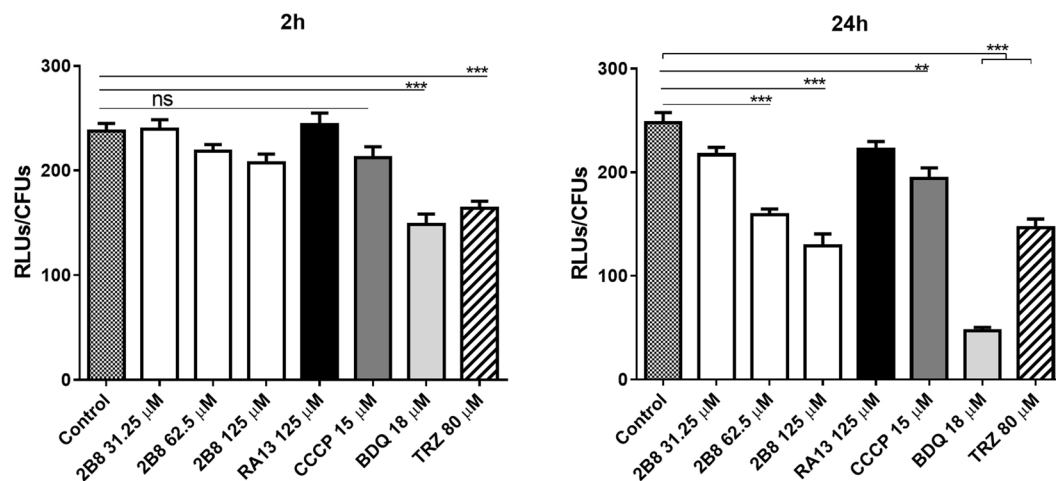 2h
300
200
100
0
RLUs/CFUs
***
***
ns
Control
2B8 31.25 μM
2B8 62.5 μM
2B8 125 μM
RA13 125 μM
CCCP 15 μM
BDQ 18 μM
TRZ 80 μM
24h
300
200
100
0
RLUs/CFUs
***
**
***
***
Control
2B8 31.25 μM
2B8 62.5 μM
2B8 125 μM
RA13 125 μM
CCCP 15 μM
BDQ 18 μM
TRZ 80 μM